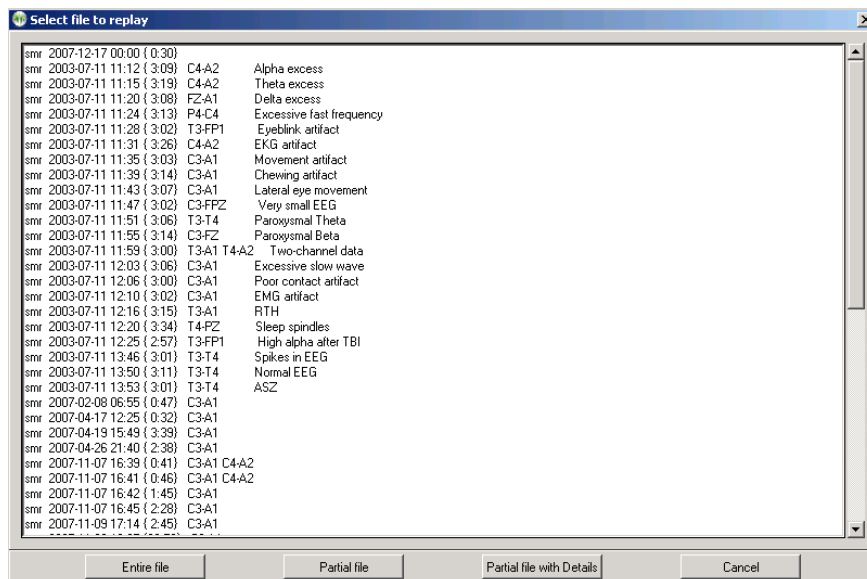 Select file to replay
smr 2007-12-17 00:00 { 0:30}
smr 2003-07-11 11:12 { 3:09} C4-A2 Alpha excess
smr 2003-07-11 11:15 { 3:19} C4-A2 Theta excess
smr 2003-07-11 11:20 { 3:08} FZ-A1 Delta excess
smr 2003-07-11 11:24 { 3:13} P4-C4 Excessive fast frequency
smr 2003-07-11 11:28 { 3:02} T3-FP1 Eyeblink artifact
smr 2003-07-11 11:31 { 3:26} C4-A2 EKG artifact
smr 2003-07-11 11:35 { 3:03} C3-A1 Movement artifact
smr 2003-07-11 11:39 { 3:14} C3-A1 Chewing artifact
smr 2003-07-11 11:43 { 3:07} C3-A1 Lateral eye movement
smr 2003-07-11 11:47 { 3:02} C3-FPZ Very small EEG
smr 2003-07-11 11:51 { 3:06} T3-T4 Paroxysmal Theta
smr 2003-07-11 11:55 { 3:14} C3-FZ Paroxysmal Beta
smr 2003-07-11 11:59 { 3:00} T3-A1 T4-A2 Two-channel data
smr 2003-07-11 12:03 { 3:06} C3-A1 Excessive slow wave
smr 2003-07-11 12:06 { 3:00} C3-A1 Poor contact artifact
smr 2003-07-11 12:10 { 3:02} C3-A1 EMG artifact
smr 2003-07-11 12:16 { 3:15} T3-A1 RTH
smr 2003-07-11 12:20 { 3:34} T4-PZ Sleep spindles
smr 2003-07-11 12:25 { 2:57} T3-FP1 High alpha after TBI
smr 2003-07-11 13:46 { 3:01} T3-T4 Spikes in EEG
smr 2003-07-11 13:50 { 3:11} T3-T4 Normal EEG
smr 2003-07-11 13:53 { 3:01} T3-T4 ASZ
smr 2007-02-08 06:55 { 0:47} C3-A1
smr 2007-04-17 12:25 { 0:32} C3-A1
smr 2007-04-19 15:49 { 3:39} C3-A1
smr 2007-04-26 21:40 { 2:38} C3-A1
smr 2007-11-07 16:39 { 0:41} C3-A1 C4-A2
smr 2007-11-07 16:41 { 0:46} C3-A1 C4-A2
smr 2007-11-07 16:42 { 1:45} C3-A1
smr 2007-11-07 16:45 { 2:28} C3-A1
smr 2007-11-09 17:14 { 2:45} C3-A1
Entire file Partial file Partial file with Details Cancel